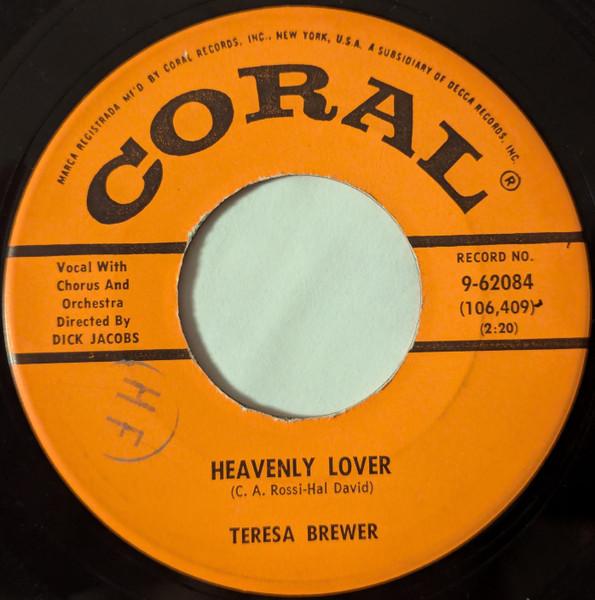 MARCA REGISTRADA MF'D BY CORAL RECORDS, INC., NEW YORK, U.S.A. A SUBSIDIARY OF DECCA RECORDS, INC.
CORAL ®
Vocal With
Chorus And
Orchestra
Directed By
DICK JACOBS
RECORD NO.
9-62084
(106,409)
(2:20)
HF
HEAVENLY LOVER
(C. A. Rossi-Hal David)
TERESA BREWER